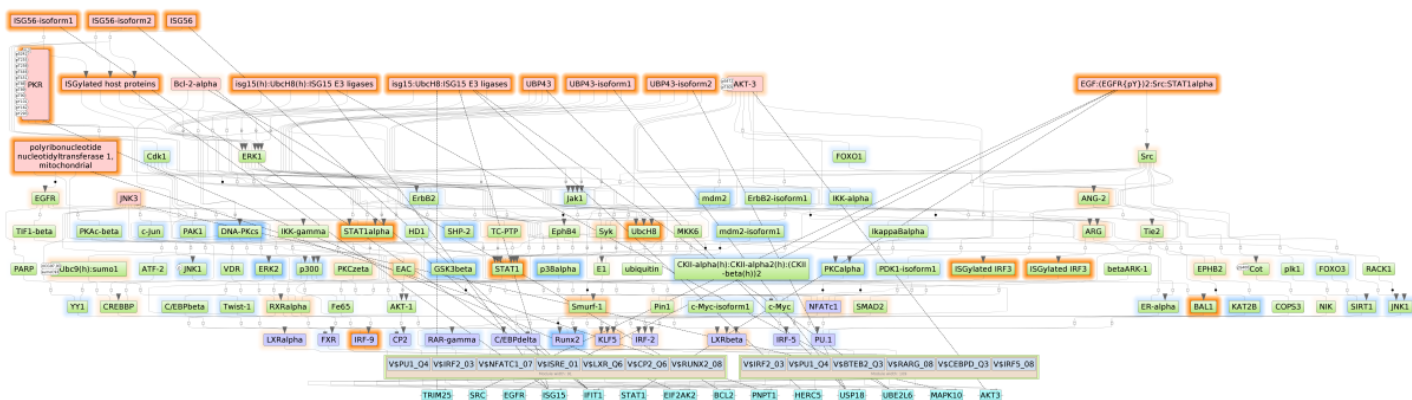 ISG56-isoform1 ISG56-isoform2 ISG56
PKR ISGylated host proteins Bcl-2-alpha isg15(h):UbcH8(h):ISG15 E3 ligases isg15:UbcH8:ISG15 E3 ligases UBP43 UBP43-isoform1 UBP43-isoform2 AKT-3 EGF:(EGFR{pY})2:Src:STAT1alpha
polyribonucleotide
nucleotidyltransferase 1,
mitochondrial
Cdk1 ERK1 FOXO1 Src
EGFR JNK3 ErbB2 Jak1 mdm2 ErbB2-isoform1 IKK-alpha ANG-2
TIF1-beta PKAc-beta c-Jun PAK1 DNA-PKcs IKK-gamma STAT1alpha HD1 SHP-2 TC-PTP EphB4 Syk UbcH8 MKK6 mdm2-isoform1 IkappaBalpha ARG Tie2
PARP Ubc9(h):sumo1 ATF-2 JNK1 VDR ERK2 p300 PKCzeta EAC GSK3beta STAT1 p38alpha E1 ubiquitin CKII-alpha(h):CKII-alpha2(h):(CKII
-beta(h))2
PKCalpha PDK1-isoform1 ISGylated IRF3 ISGylated IRF3 betaARK-1 EPHB2 Cot plk1 FOXO3 RACK1
YY1 CREBBP C/EBPbeta Twist-1 RXRalpha Fe65 AKT-1 Smurf-1 Pin1 c-Myc-isoform1 c-Myc NFATc1 SMAD2 ER-alpha BAL1 KAT2B COPS3 NIK SIRT1 JNK1
LXRalpha FXR IRF-9 CP2 RAR-gamma C/EBPdelta Runx2 KLF5 IRF-2 LXRbeta IRF-5 PU.1
V$PU1_Q4 V$IRF2_03 V$NFATC1_07 V$ISRE_01 V$LXR_Q6 V$CP2_Q6 V$RUNX2_08 V$IRF2_03 V$PU1_Q4 V$BTEB2_Q3 V$RARG_08 V$CEBPD_Q3 V$IRF5_08
TRIM25 SRC EGFR ISG15 IFIT1 STAT1 EIF2AK2 BCL2 PNPT1 HERC5 USP18 UBE2L6 MAPK10 AKT3